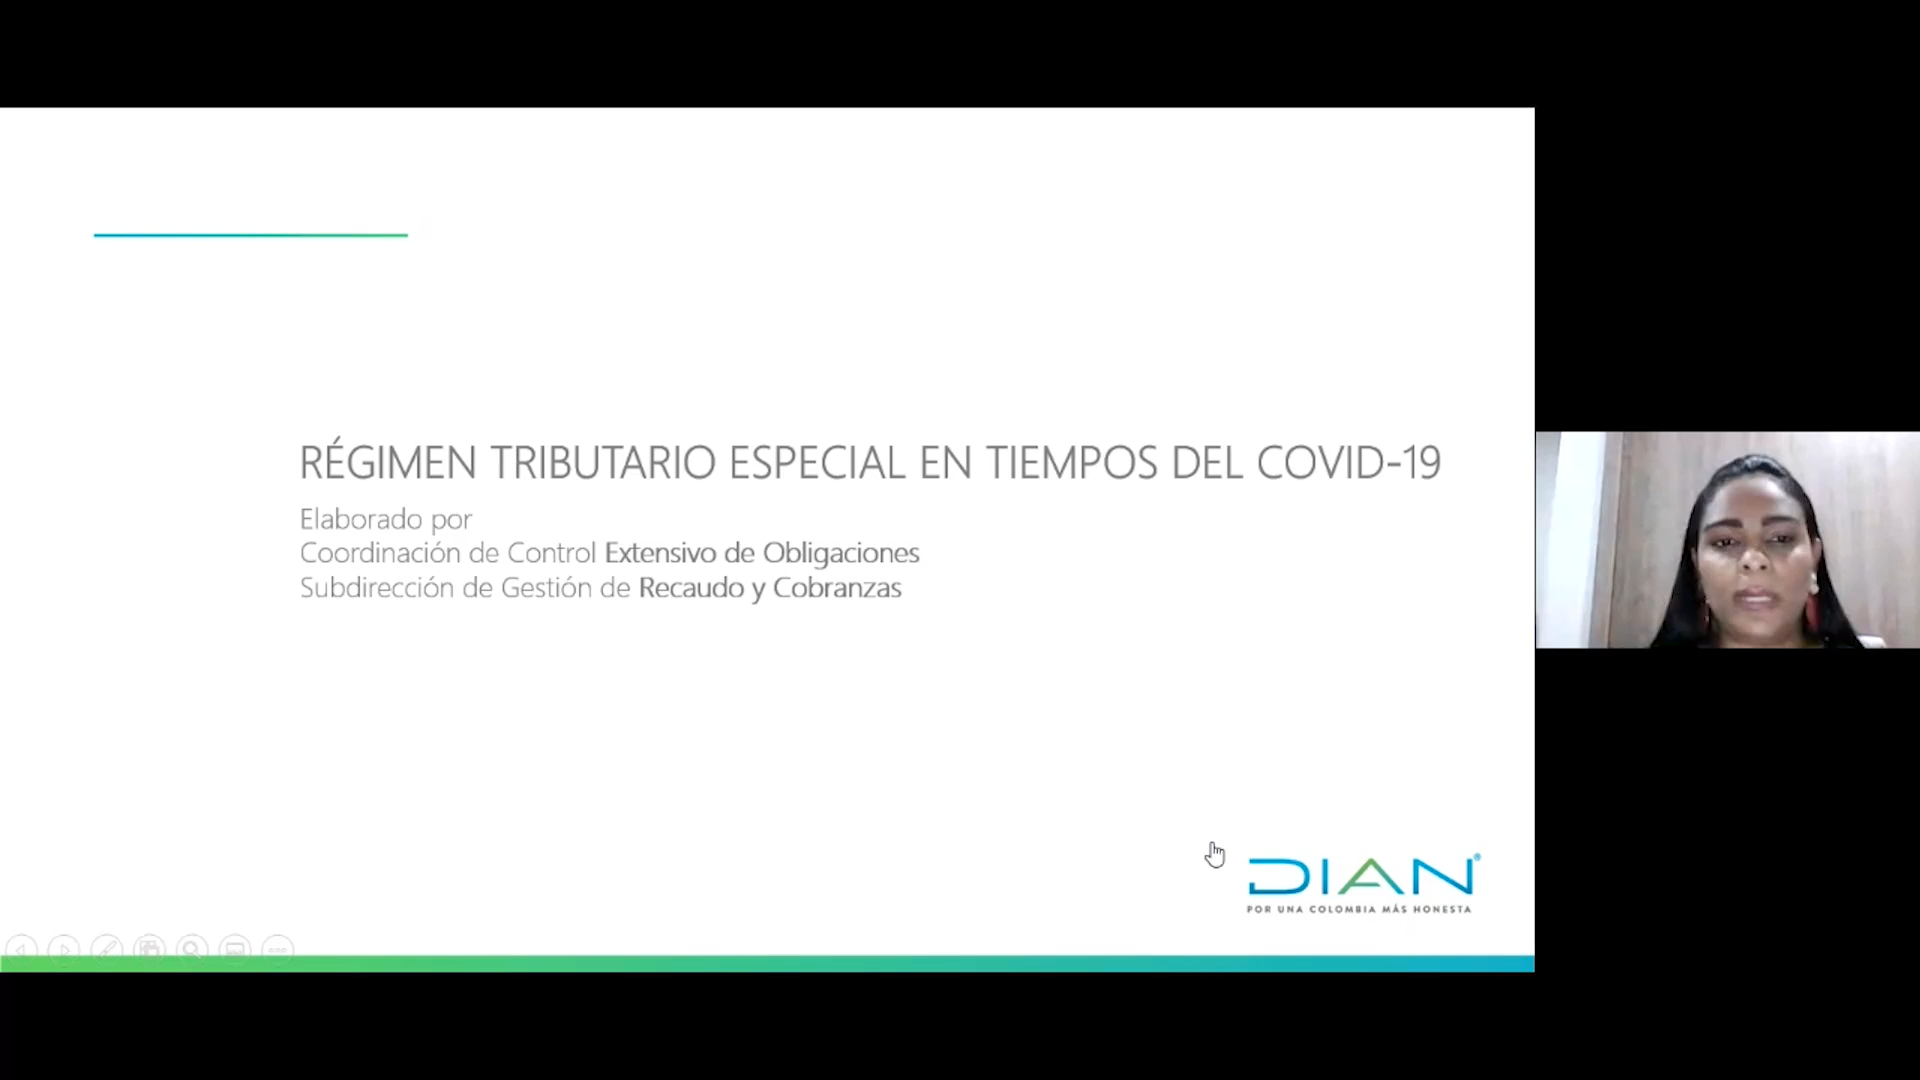 RÉGIMEN TRIBUTARIO ESPECIAL EN TIEMPOS DEL COVID-19
Elaborado por
Coordinación de Control Extensivo de Obligaciones
Subdirección de Gestión de Recaudo y Cobranzas
DIAN®
POR UNA COLOMBIA MÁS HONESTA